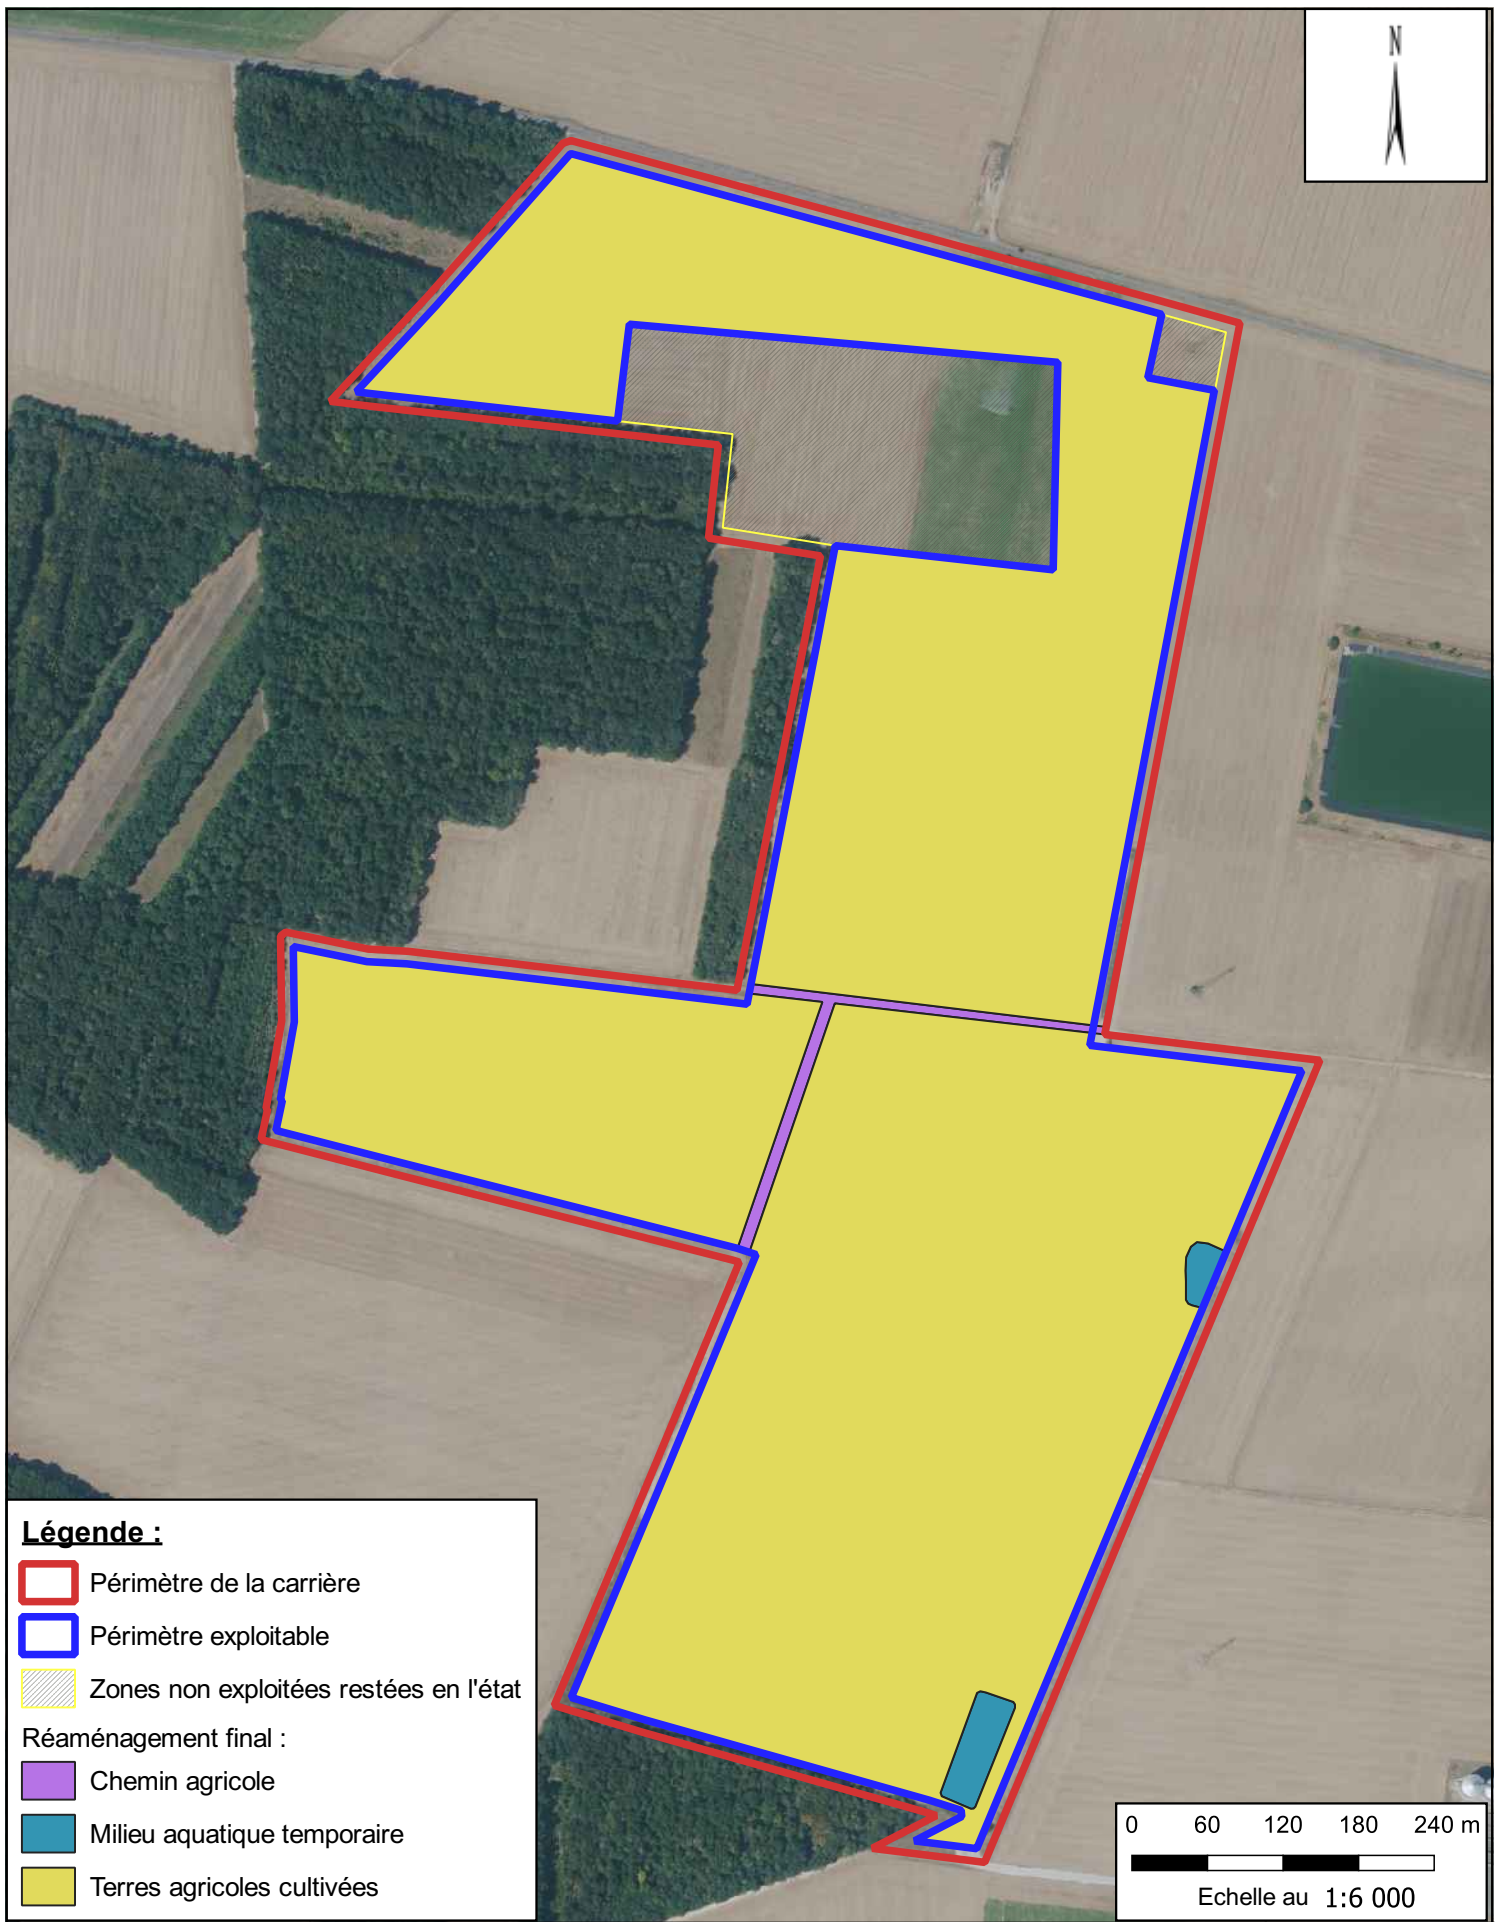 N
Légende :
Périmètre de la carrière
Périmètre exploitable
Zones non exploitées restées en l'état
Réaménagement final :
Chemin agricole
Milieu aquatique temporaire
Terres agricoles cultivées
0 60 120 180 240 m
Echelle au 1:6 000